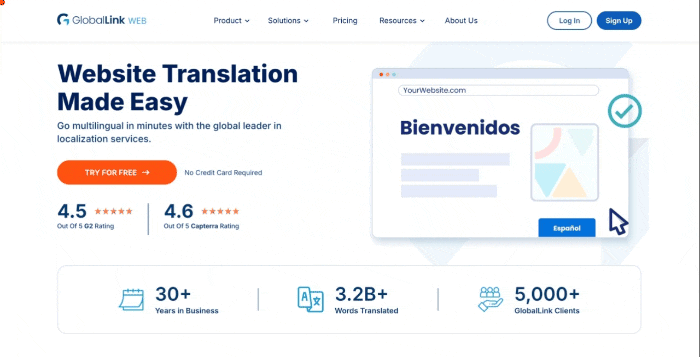 GlobalLink WEB
Product
Solutions
Pricing
Resources
About Us
Log In
Sign Up
Website Translation
Made Easy
Go multilingual in minutes with the global leader in
localization services.
TRY FOR FREE →
No Credit Card Required
4.5
Out Of 5 G2 Rating
4.6
Out Of 5 Capterra Rating
YourWebsite.com
Bienvenidos
Español
30+
Years in Business
A文
3.2B+
Words Translated
5,000+
GlobalLink Clients